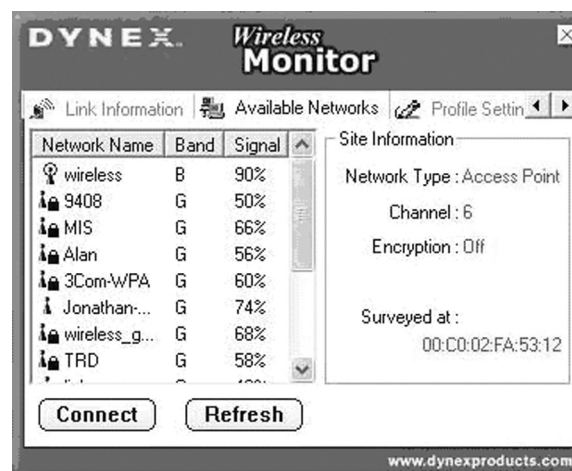 DYNEX
Wireless
Monitor
Link Information Available Networks Profile Settin
Network Name Band Signal
wireless B 90%
9408 G 50%
MIS G 66%
Alan G 56%
3Com-WPA G 60%
Jonathan-... G 74%
wireless_g... G 68%
TRD G 58%
Site Information
Network Type : Access Point
Channel : 6
Encryption : Off
Surveyed at :
00:C0:02:FA:53:12
Connect Refresh
www.dynexproducts.com